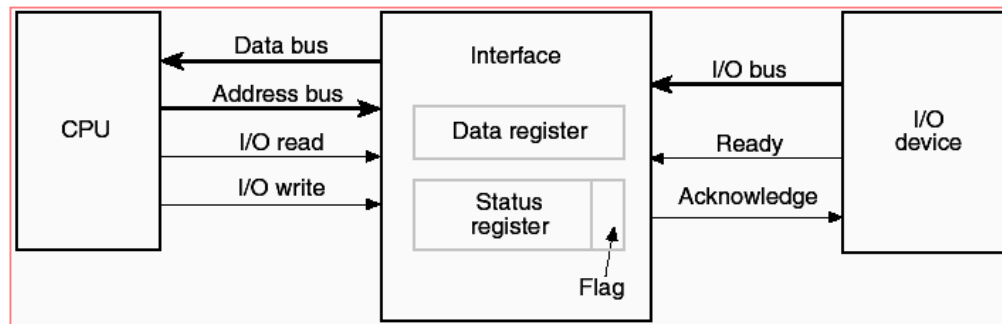 Data bus
Interface
I/O bus
Address bus
CPU
Data register
I/O
device
I/O read
Ready
I/O write
Status
register
Acknowledge
Flag